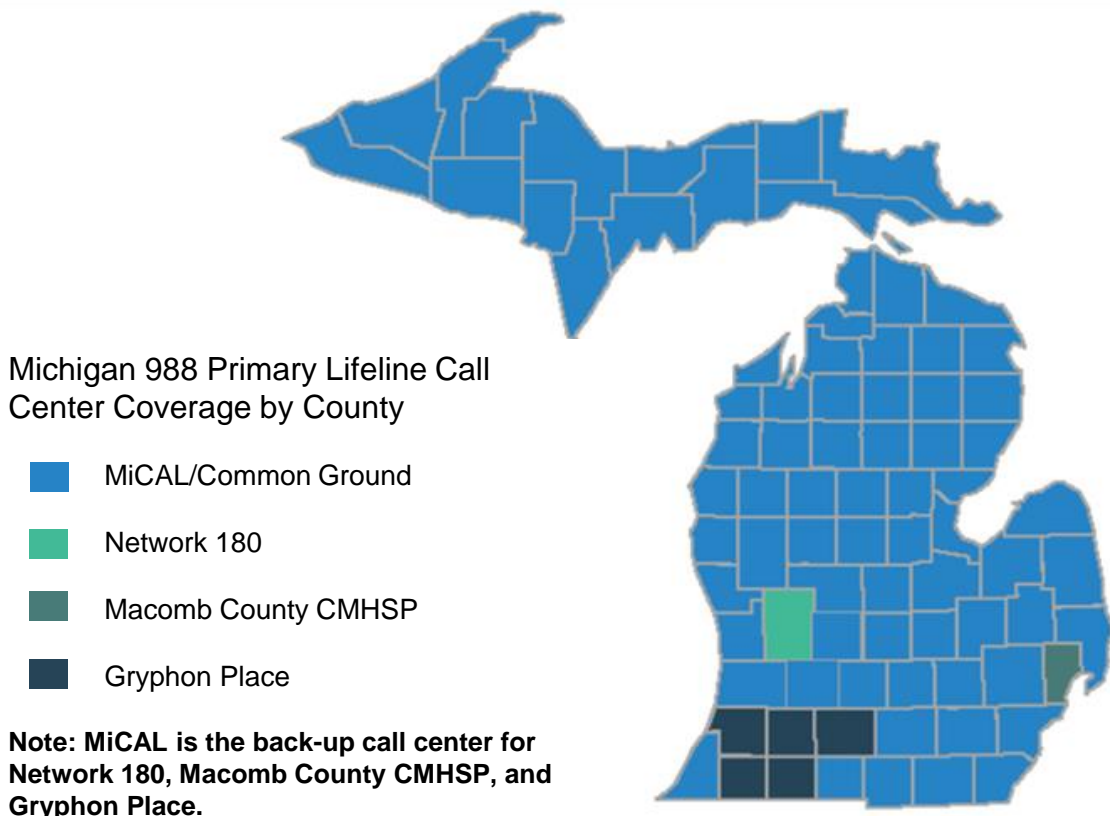 Michigan 988 Primary Lifeline Call
Center Coverage by County
MiCAL/Common Ground
Network 180
Macomb County CMHSP
Gryphon Place
Note: MiCAL is the back-up call center for
Network 180, Macomb County CMHSP, and
Gryphon Place.